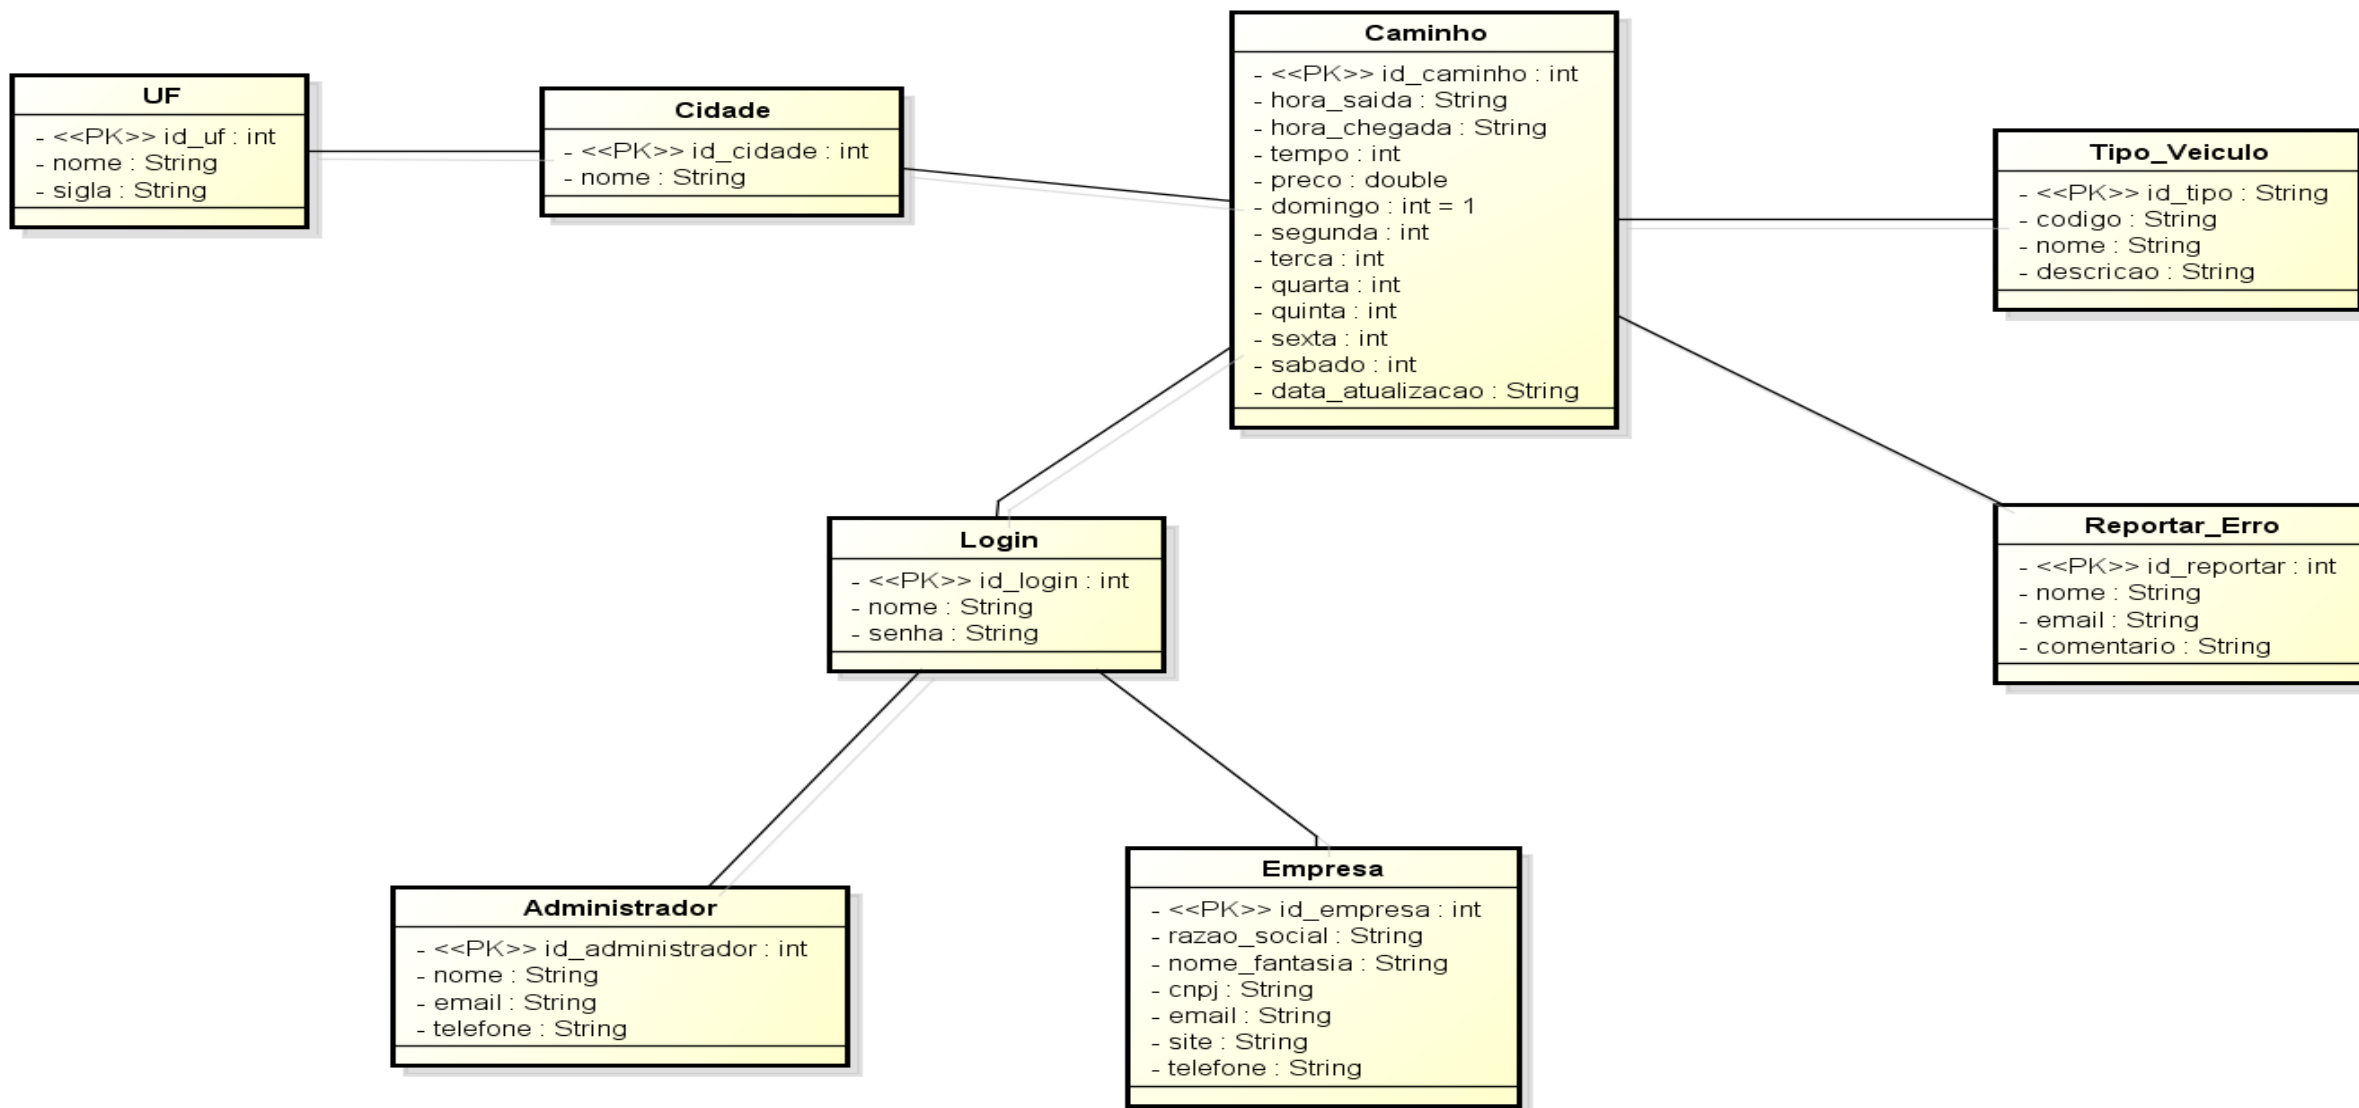 UF
- <<PK>> id_uf : int
- nome : String
- sigla : String
Cidade
- <<PK>> id_cidade : int
- nome : String
Caminho
- <<PK>> id_caminho : int
- hora_saida : String
- hora_chegada : String
- tempo : int
- preco : double
- domingo : int = 1
- segunda : int
- terca : int
- quarta : int
- quinta : int
- sexta : int
- sabado : int
- data_atualizacao : String
Tipo_Veiculo
- <<PK>> id_tipo : String
- codigo : String
- nome : String
- descricao : String
Login
- <<PK>> id_login : int
- nome : String
- senha : String
Reportar_Erro
- <<PK>> id_reportar : int
- nome : String
- email : String
- comentario : String
Administrador
- <<PK>> id_administrador : int
- nome : String
- email : String
- telefone : String
Empresa
- <<PK>> id_empresa : int
- razao_social : String
- nome_fantasia : String
- cnpj : String
- email : String
- site : String
- telefone : String